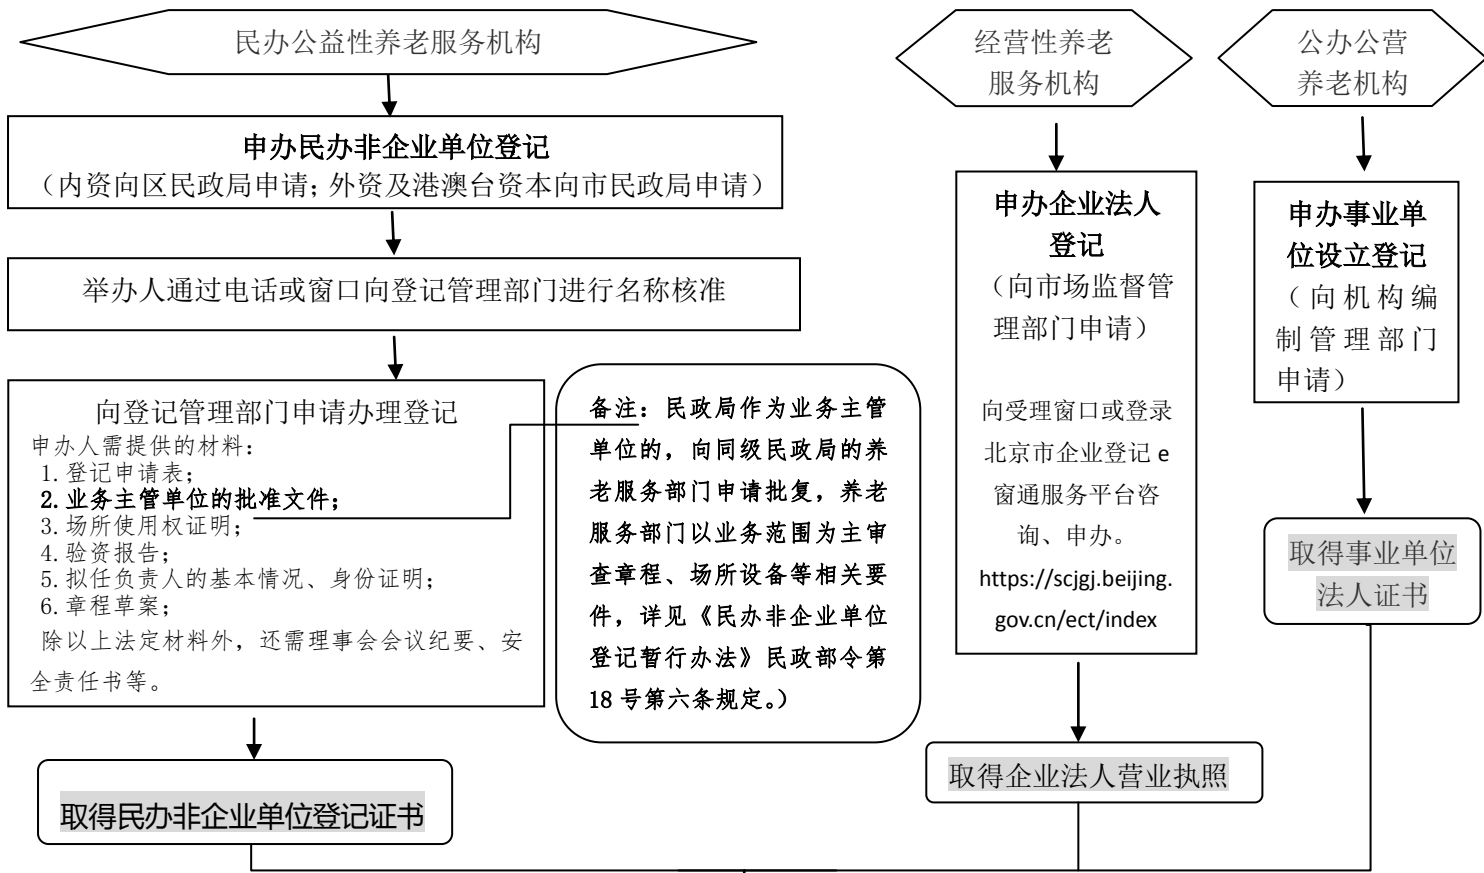 民办公益性养老服务机构
申办民办非企业单位登记
（内资向区民政局申请；外资及港澳台资本向市民政局申请）
举办人通过电话或窗口向登记管理部门进行名称核准
向登记管理部门申请办理登记
申办人需提供的材料：
1.登记申请表；
2.业务主管单位的批准文件；
3.场所使用权证明；
4.验资报告；
5.拟任负责人的基本情况、身份证明；
6.章程草案；
除以上法定材料外，还需理事会会议纪要、安
全责任书等。
备注：民政局作为业务主管
单位的，向同级民政局的养
老服务部门申请批复，养老
服务部门以业务范围为主审
查章程、场所设备等相关要
件，详见《民办非企业单位
登记暂行办法》民政部令第
18号第六条规定。）
取得民办非企业单位登记证书
经营性养老
服务机构
申办企业法人
登记
（向市场监督管
理部门申请）
向受理窗口或登录
北京市企业登记 e
窗通服务平台咨
询、申办。
https://scjgj.beijing.
gov.cn/ect/index
取得企业法人营业执照
公办公营
养老机构
申办事业单
位设立登记
（向机构编
制管理部门
申请）
取得事业单位
法人证书